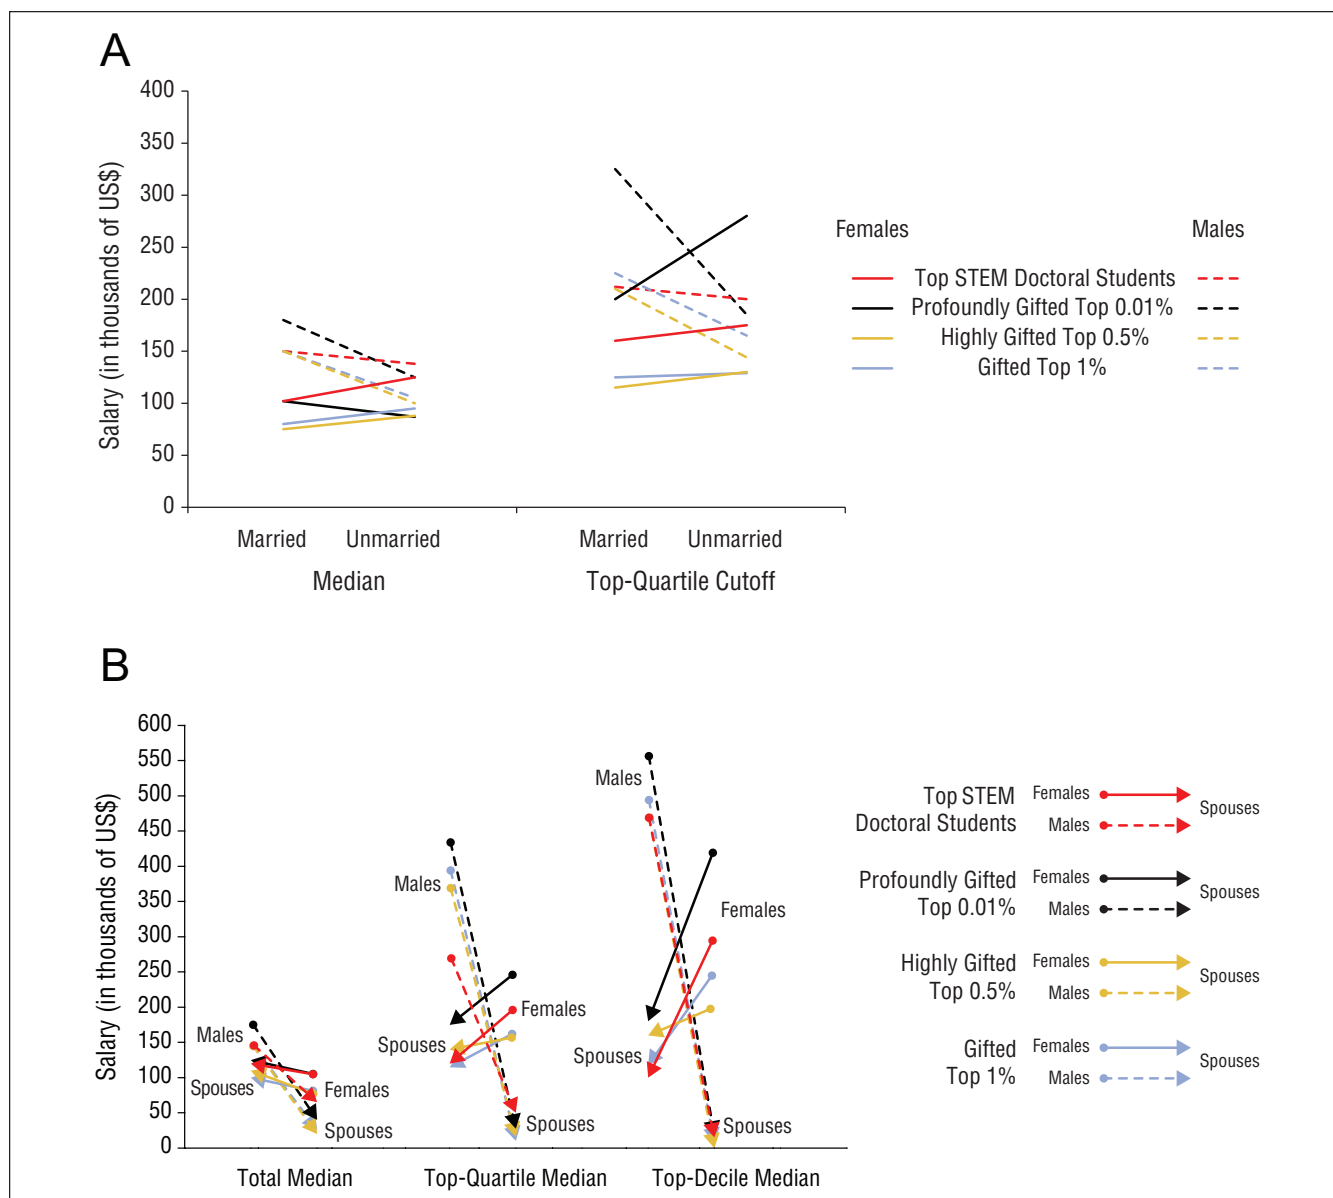 A
400
350
300
250
200
150
100
50
0
Salary (in thousands of US$)
Married Unmarried Married Unmarried
Median Top-Quartile Cutoff
Females Males
Top STEM Doctoral Students
Profoundly Gifted Top 0.01%
Highly Gifted Top 0.5%
Gifted Top 1%
B
600
550
500
450
400
350
300
250
200
150
100
50
0
Salary (in thousands of US$)
Males
Spouses
Females
Spouses
Males
Spouses
Females
Spouses
Males
Females
Spouses
Spouses
Total Median Top-Quartile Median Top-Decile Median
Top STEM Females
Spouses
Doctoral Students Males
Profoundly Gifted Females
Spouses
Top 0.01% Males
Highly Gifted Females
Spouses
Top 0.5% Males
Gifted Females
Spouses
Top 1% Males